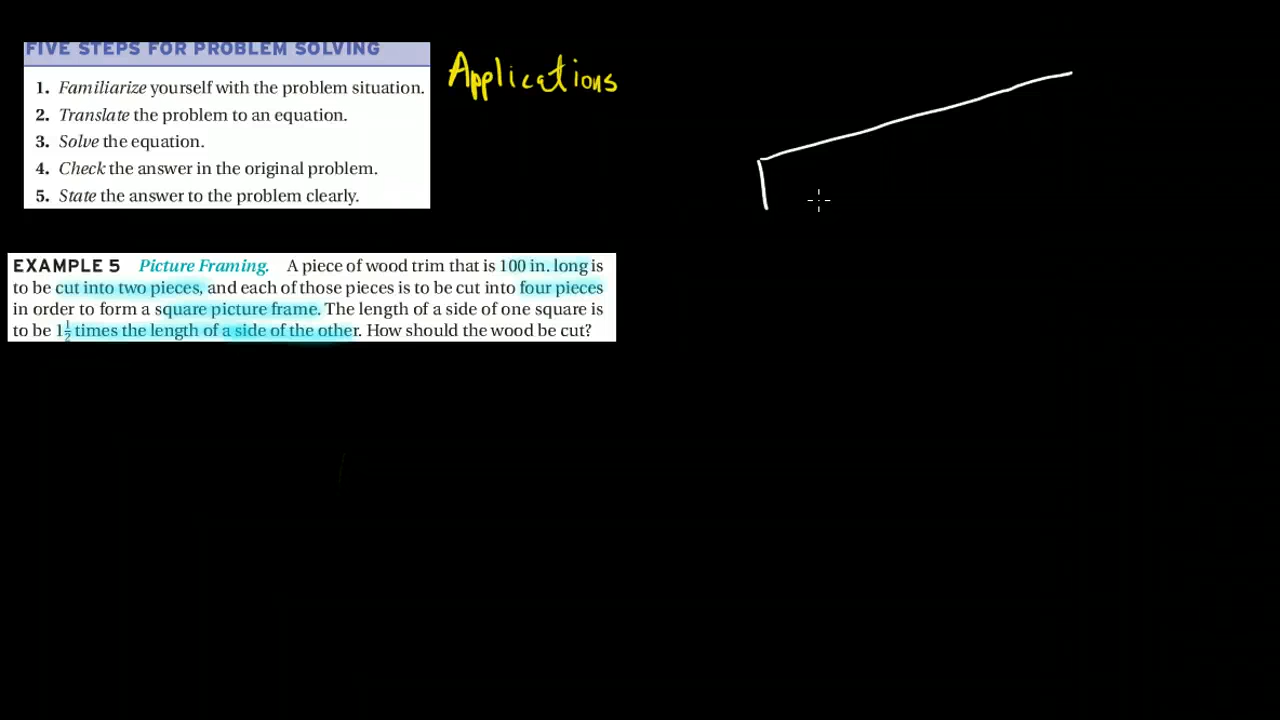 FIVE STEPS FOR PROBLEM SOLVING
1. Familiarize yourself with the problem situation.
2. Translate the problem to an equation.
3. Solve the equation.
4. Check the answer in the original problem.
5. State the answer to the problem clearly.
Applications
EXAMPLE 5 Picture Framing. A piece of wood trim that is 100 in. long is
to be cut into two pieces, and each of those pieces is to be cut into four pieces
in order to form a square picture frame. The length of a side of one square is
to be 1½ times the length of a side of the other. How should the wood be cut?